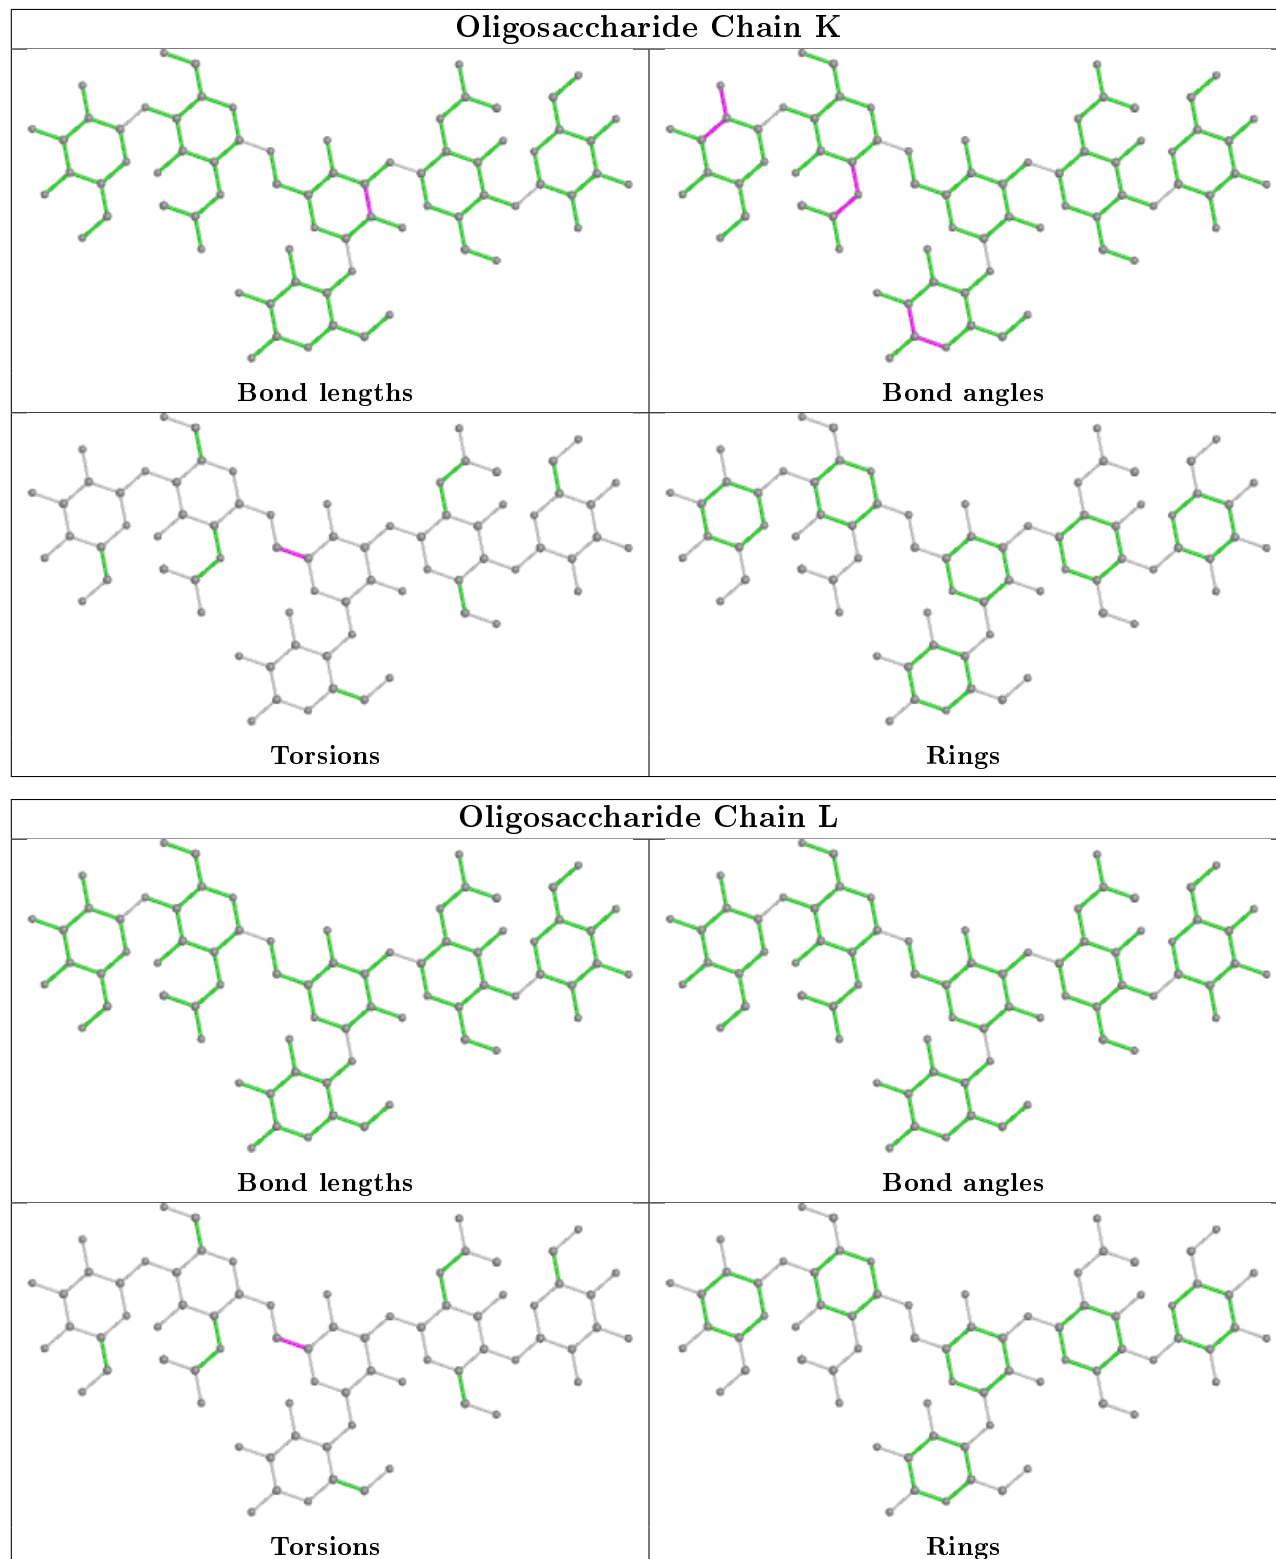 Oligosaccharide Chain K
Bond lengths
Bond angles
Torsions
Rings
Oligosaccharide Chain L
Bond lengths
Bond angles
Torsions
Rings